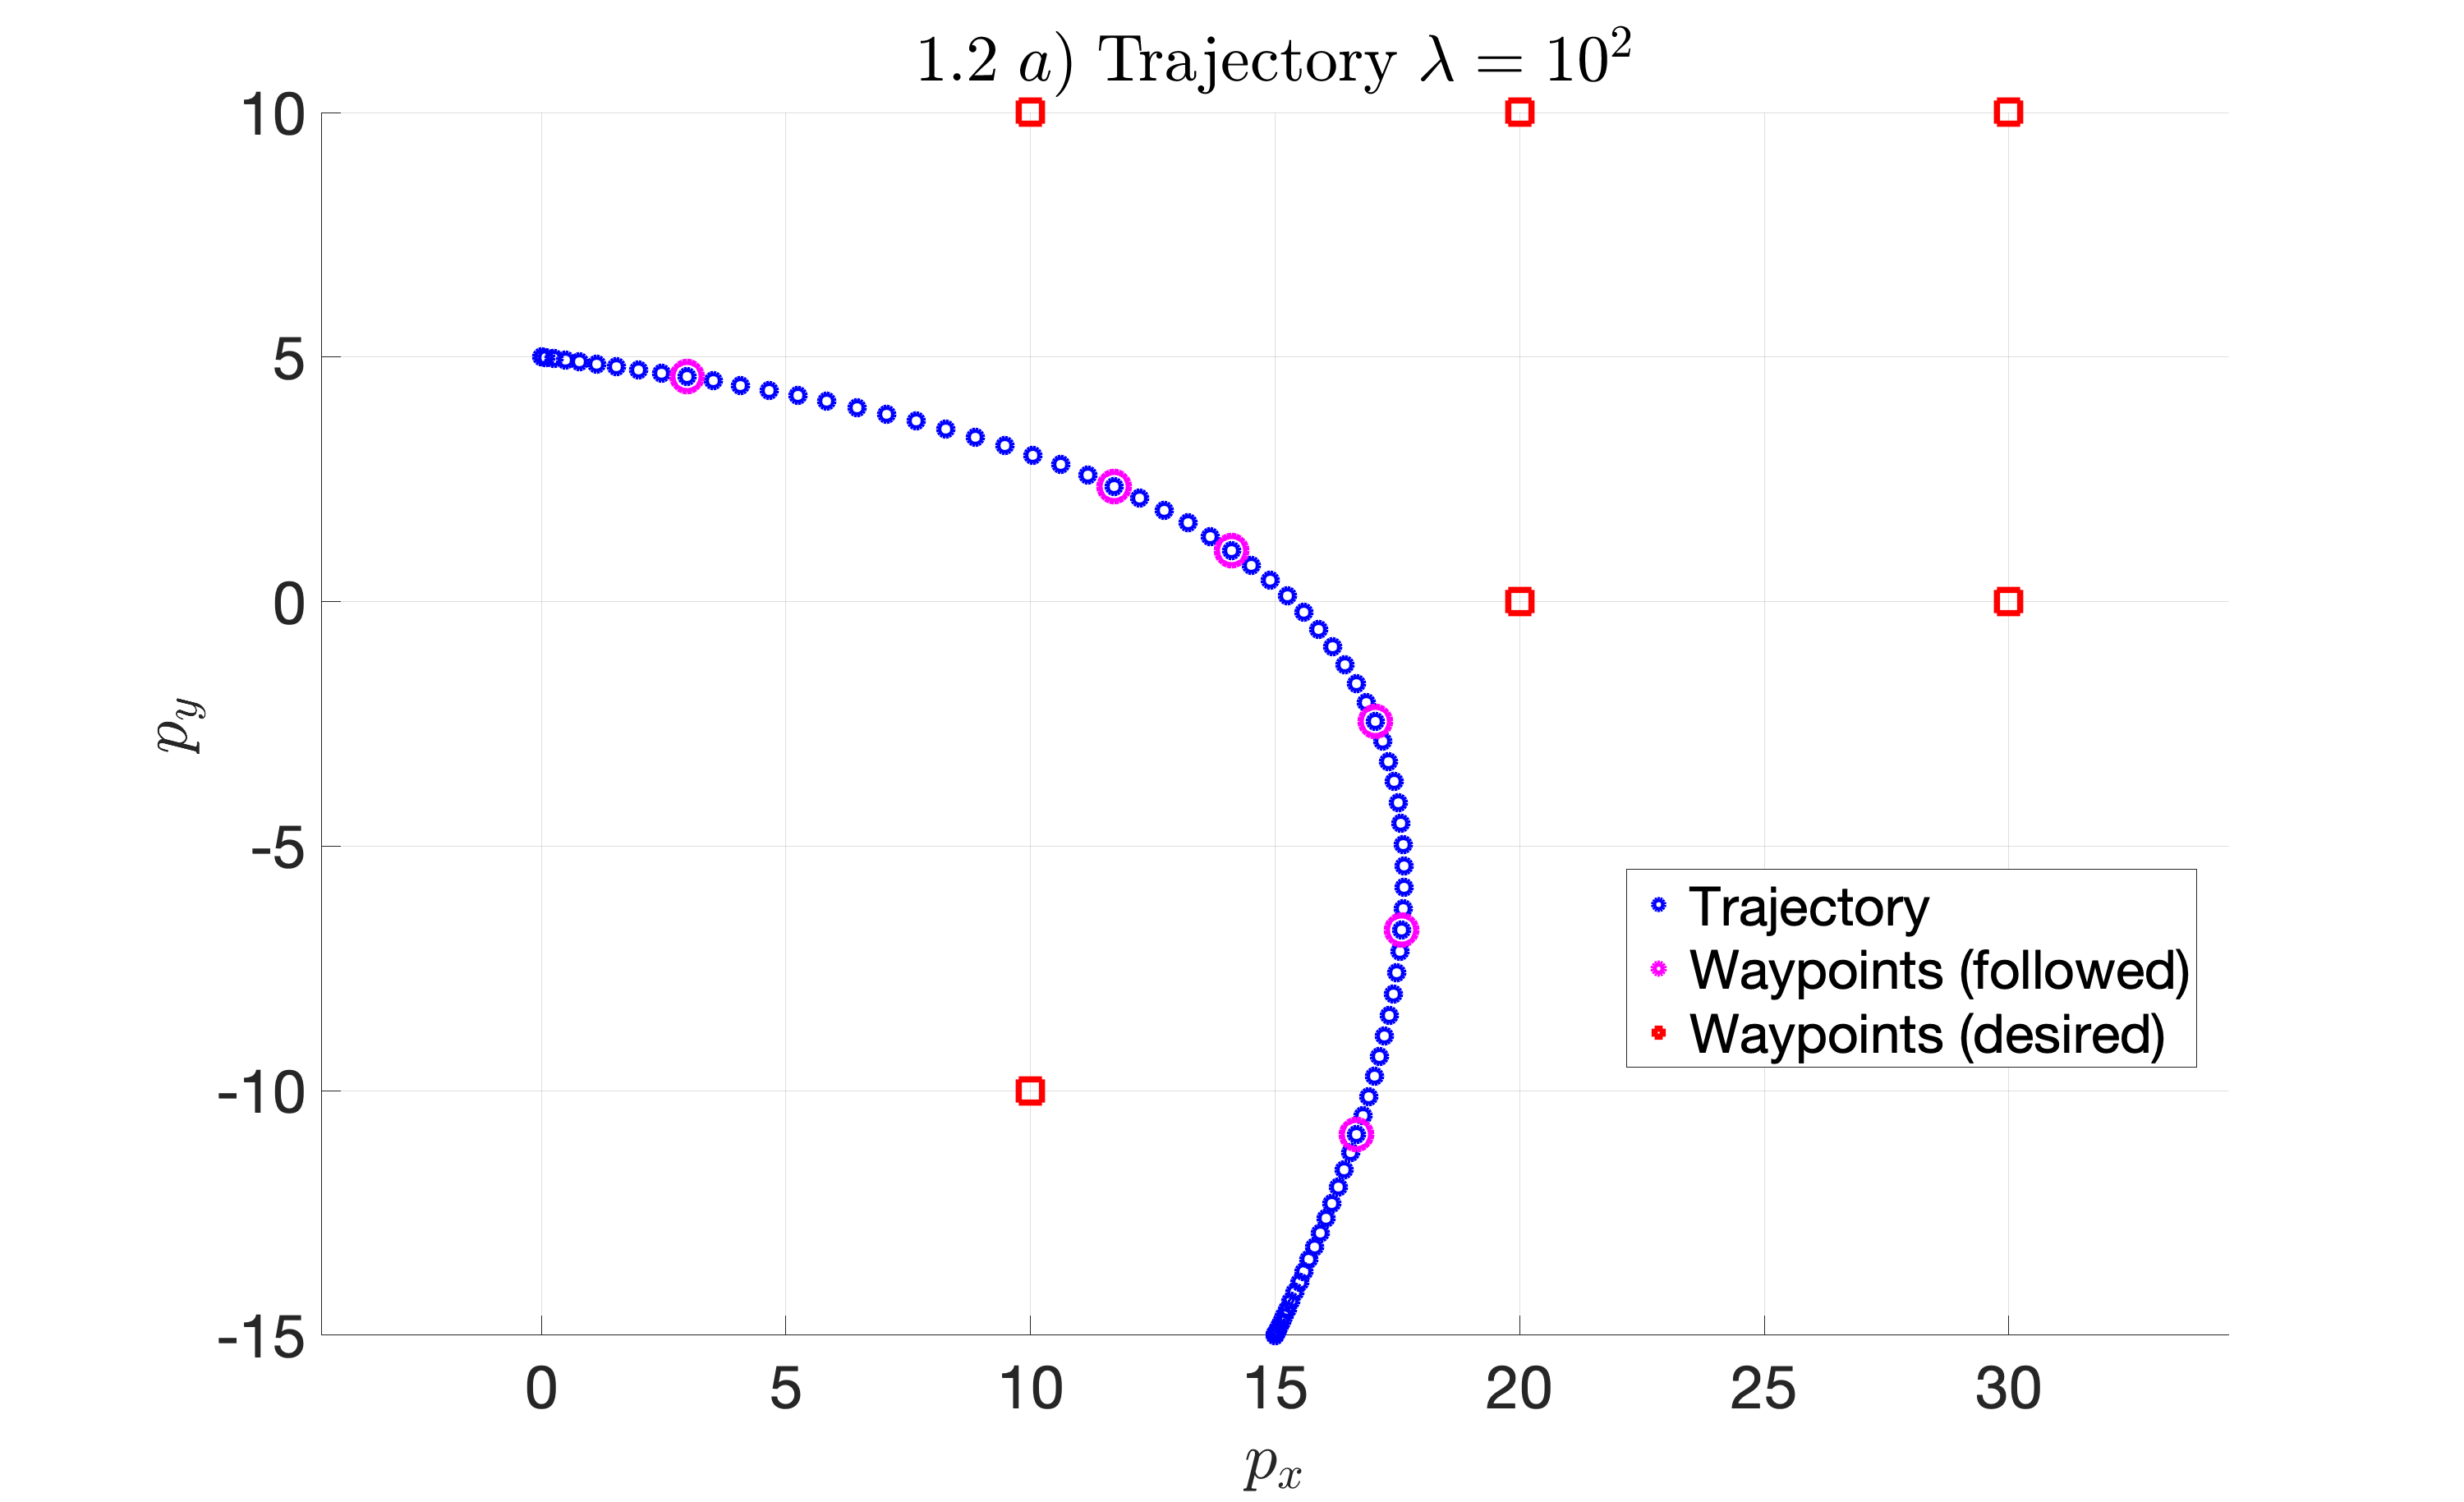 1.2 a) Trajectory λ = 10²
10
5
0
-5
-10
-15
p_y
Trajectory
Waypoints (followed)
Waypoints (desired)
0 5 10 15 20 25 30
p_x